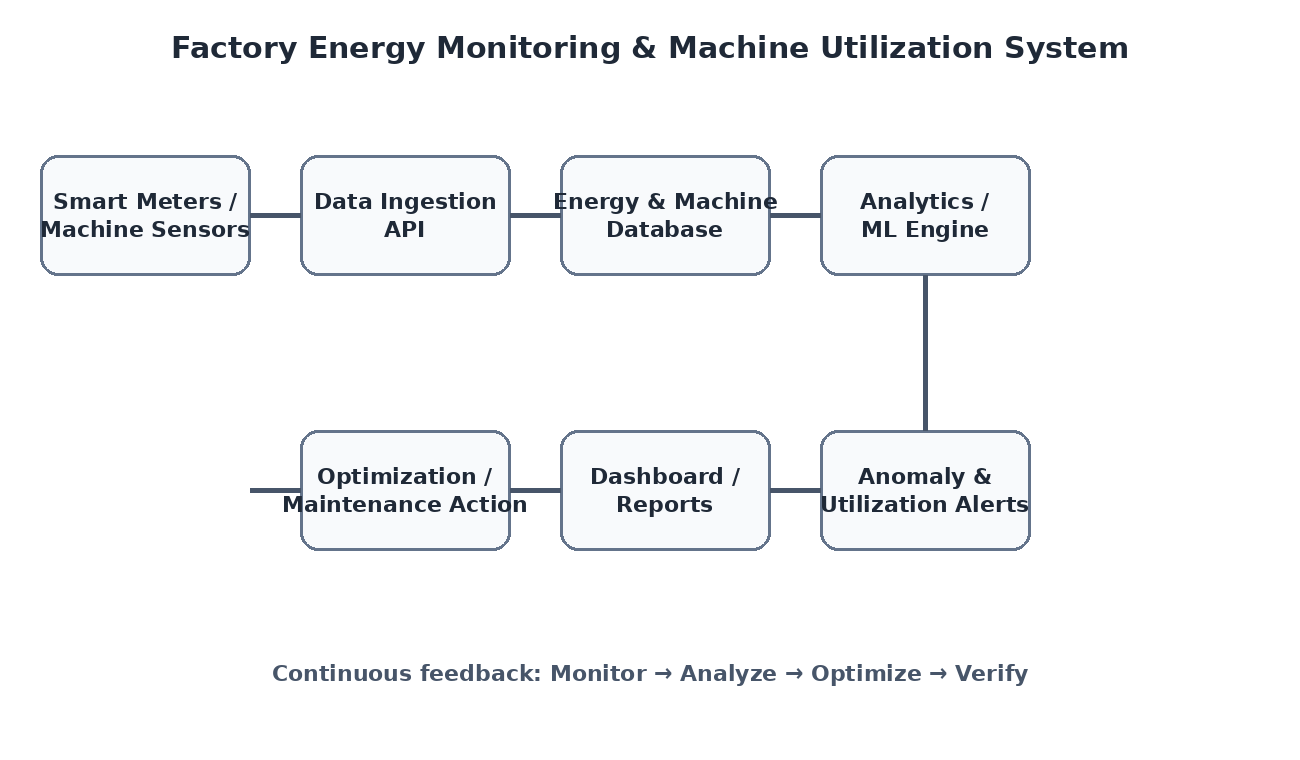 Factory Energy Monitoring & Machine Utilization System
Smart Meters /
Machine Sensors
Data Ingestion
API
Energy & Machine
Database
Analytics /
ML Engine
Optimization /
Maintenance Action
Dashboard /
Reports
Anomaly &
Utilization Alerts
Continuous feedback: Monitor → Analyze → Optimize → Verify